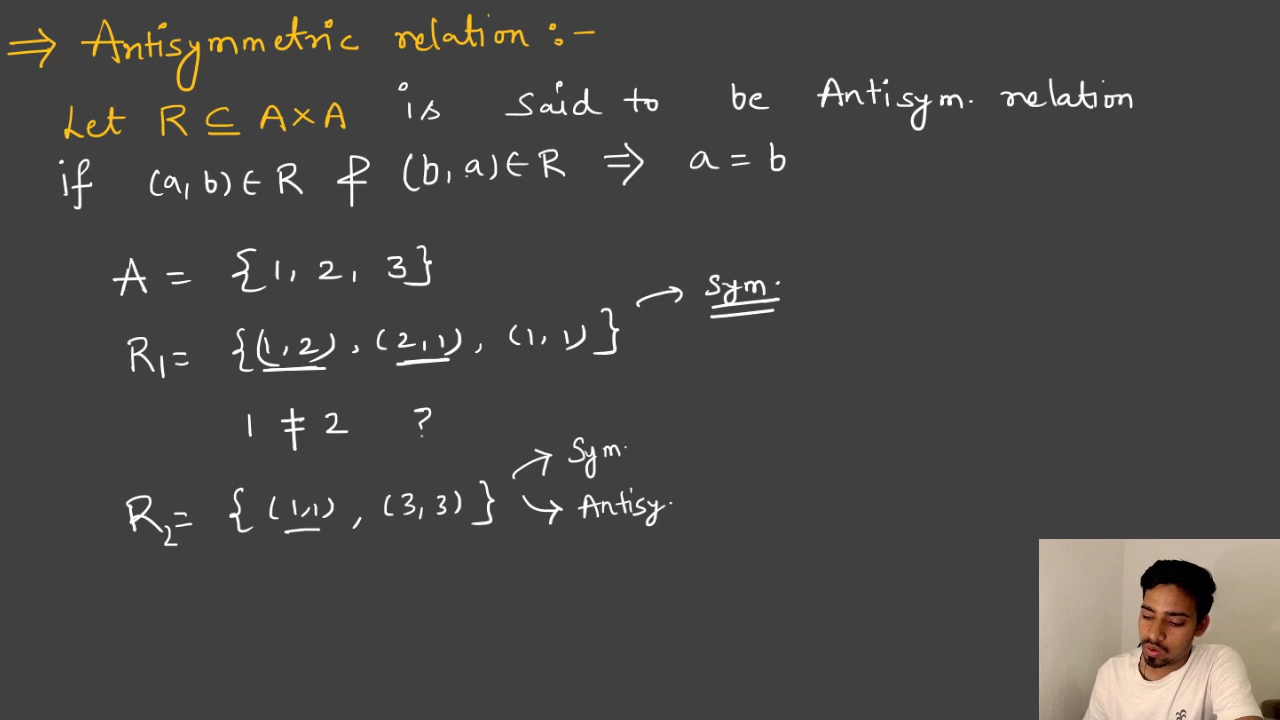 ⇒ Antisymmetric relation :-
Let R ⊆ A×A is said to be Antisym. relation
if (a, b) ∈ R & (b, a) ∈ R ⇒ a = b
A = {1, 2, 3}
R₁ = {(1, 2), (2, 1), (1, 1)} → Sym.
1 ≠ 2 ?
Sym.
R₂ = {(1,1), (3, 3)} → Antisy.